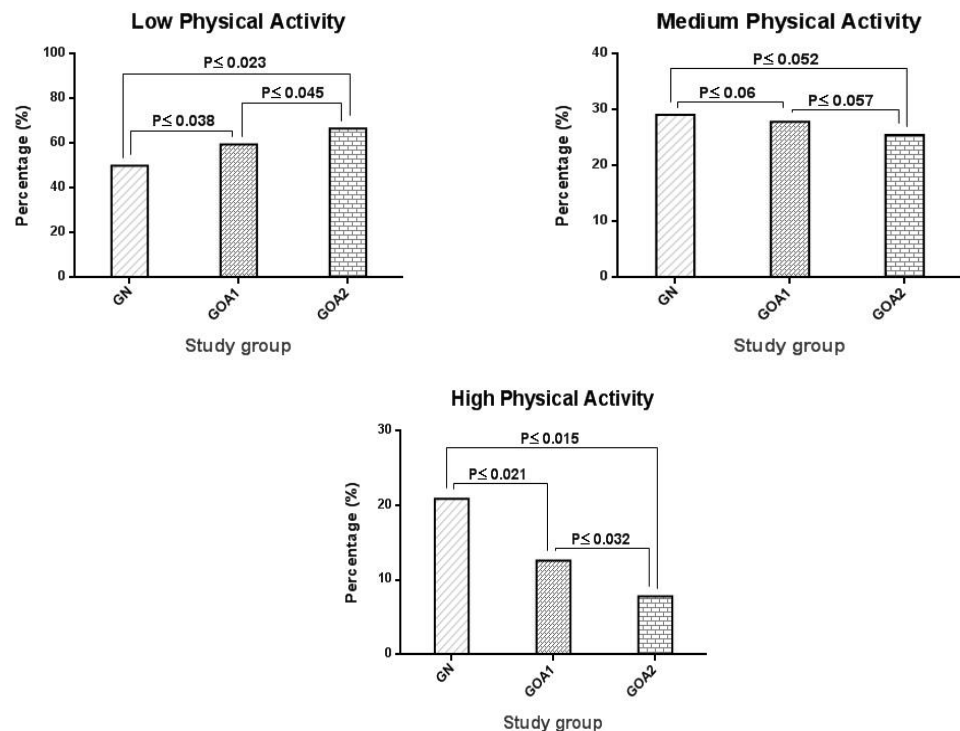 Low Physical Activity
Percentage (%)
100
80
60
40
20
0
P≤ 0.023
P≤ 0.045
P≤ 0.038
GN
GOA1
GOA2
Study group
Medium Physical Activity
Percentage (%)
40
30
20
10
0
P≤ 0.052
P≤ 0.06
P≤ 0.057
GN
GOA1
GOA2
Study group
High Physical Activity
Percentage (%)
30
20
10
0
P≤ 0.015
P≤ 0.021
P≤ 0.032
GN
GOA1
GOA2
Study group